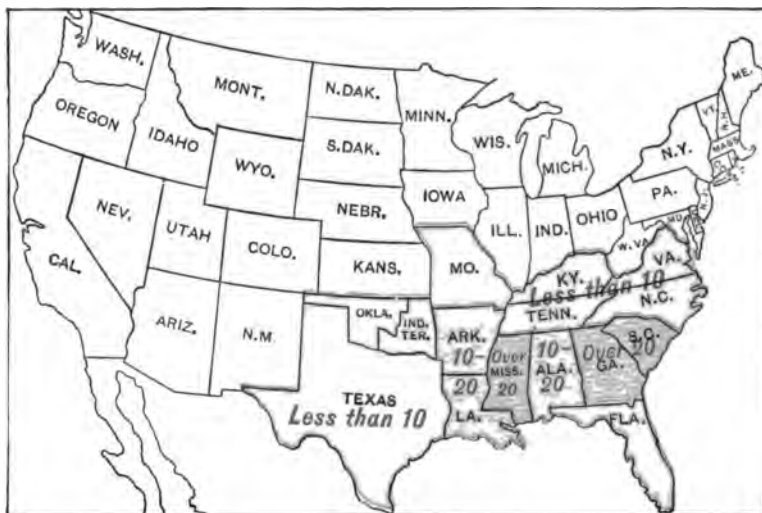 WASH.
MONT.
N.DAK.
MINN.
ME.
VT.
N.H.
OREGON
IDAHO
S.DAK.
WIS.
MICH.
N.Y.
MASS
WYO.
IOWA
PA.
N.J.
NEBR.
NEV.
UTAH
COLO.
ILL.
IND.
OHIO
MD.
W.VA
VA.
CAL.
KANS.
MO.
KY.
Less than 10
N.C.
TENN.
ARIZ.
N.M.
OKLA.
IND.
TER.
ARK.
10-
Over
MISS.
20
10-
ALA.
20
Over
GA.
S.C.
20
20
LA.
TEXAS
Less than 10
FLA.